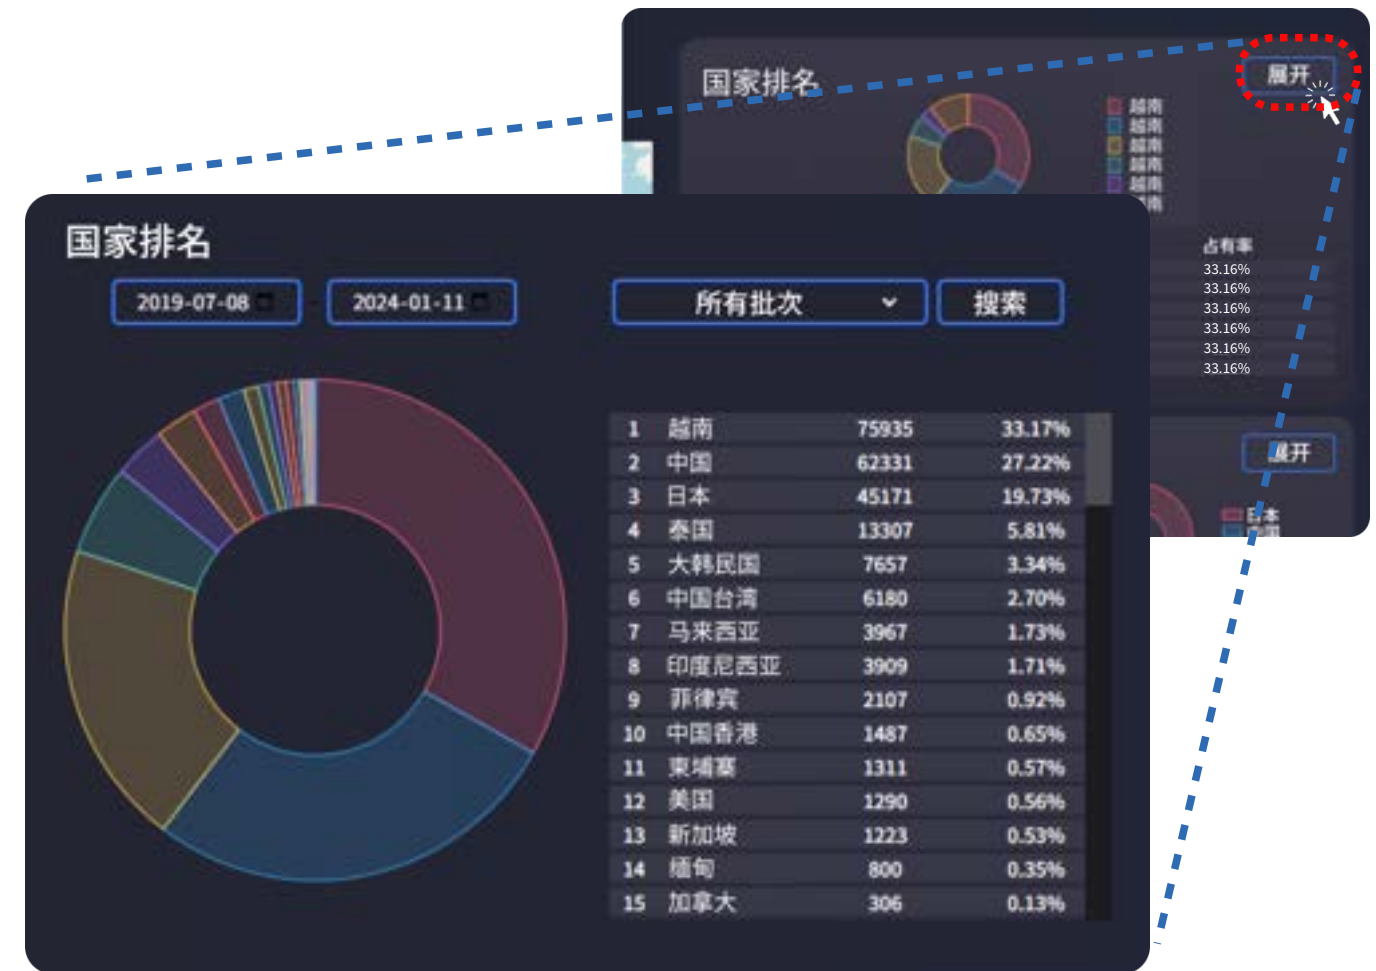 国家排名
展开
越南
越南
越南
越南
越南
南
占有率
33.16%
33.16%
33.16%
33.16%
33.16%
33.16%
展开
日本
中国
国家排名
2019-07-08 - 2024-01-11 所有批次 搜索
1 越南 75935 33.17%
2 中国 62331 27.22%
3 日本 45171 19.73%
4 泰国 13307 5.81%
5 大韩民国 7657 3.34%
6 中国台湾 6180 2.70%
7 马来西亚 3967 1.73%
8 印度尼西亚 3909 1.71%
9 菲律宾 2107 0.92%
10 中国香港 1487 0.65%
11 柬埔寨 1311 0.57%
12 美国 1290 0.56%
13 新加坡 1223 0.53%
14 缅甸 800 0.35%
15 加拿大 306 0.13%